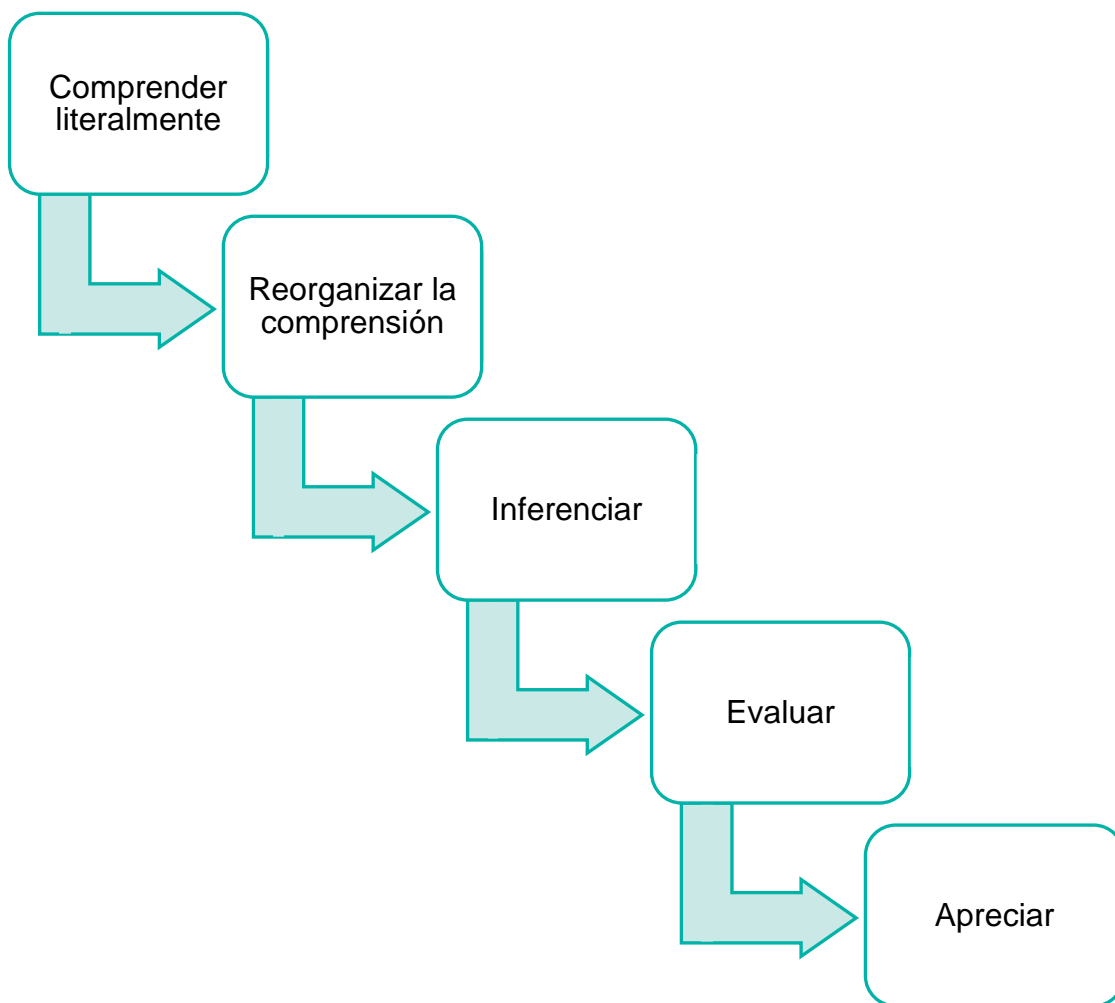 Comprender
literalmente
Reorganizar la
comprensión
Inferenciar
Evaluar
Apreciar